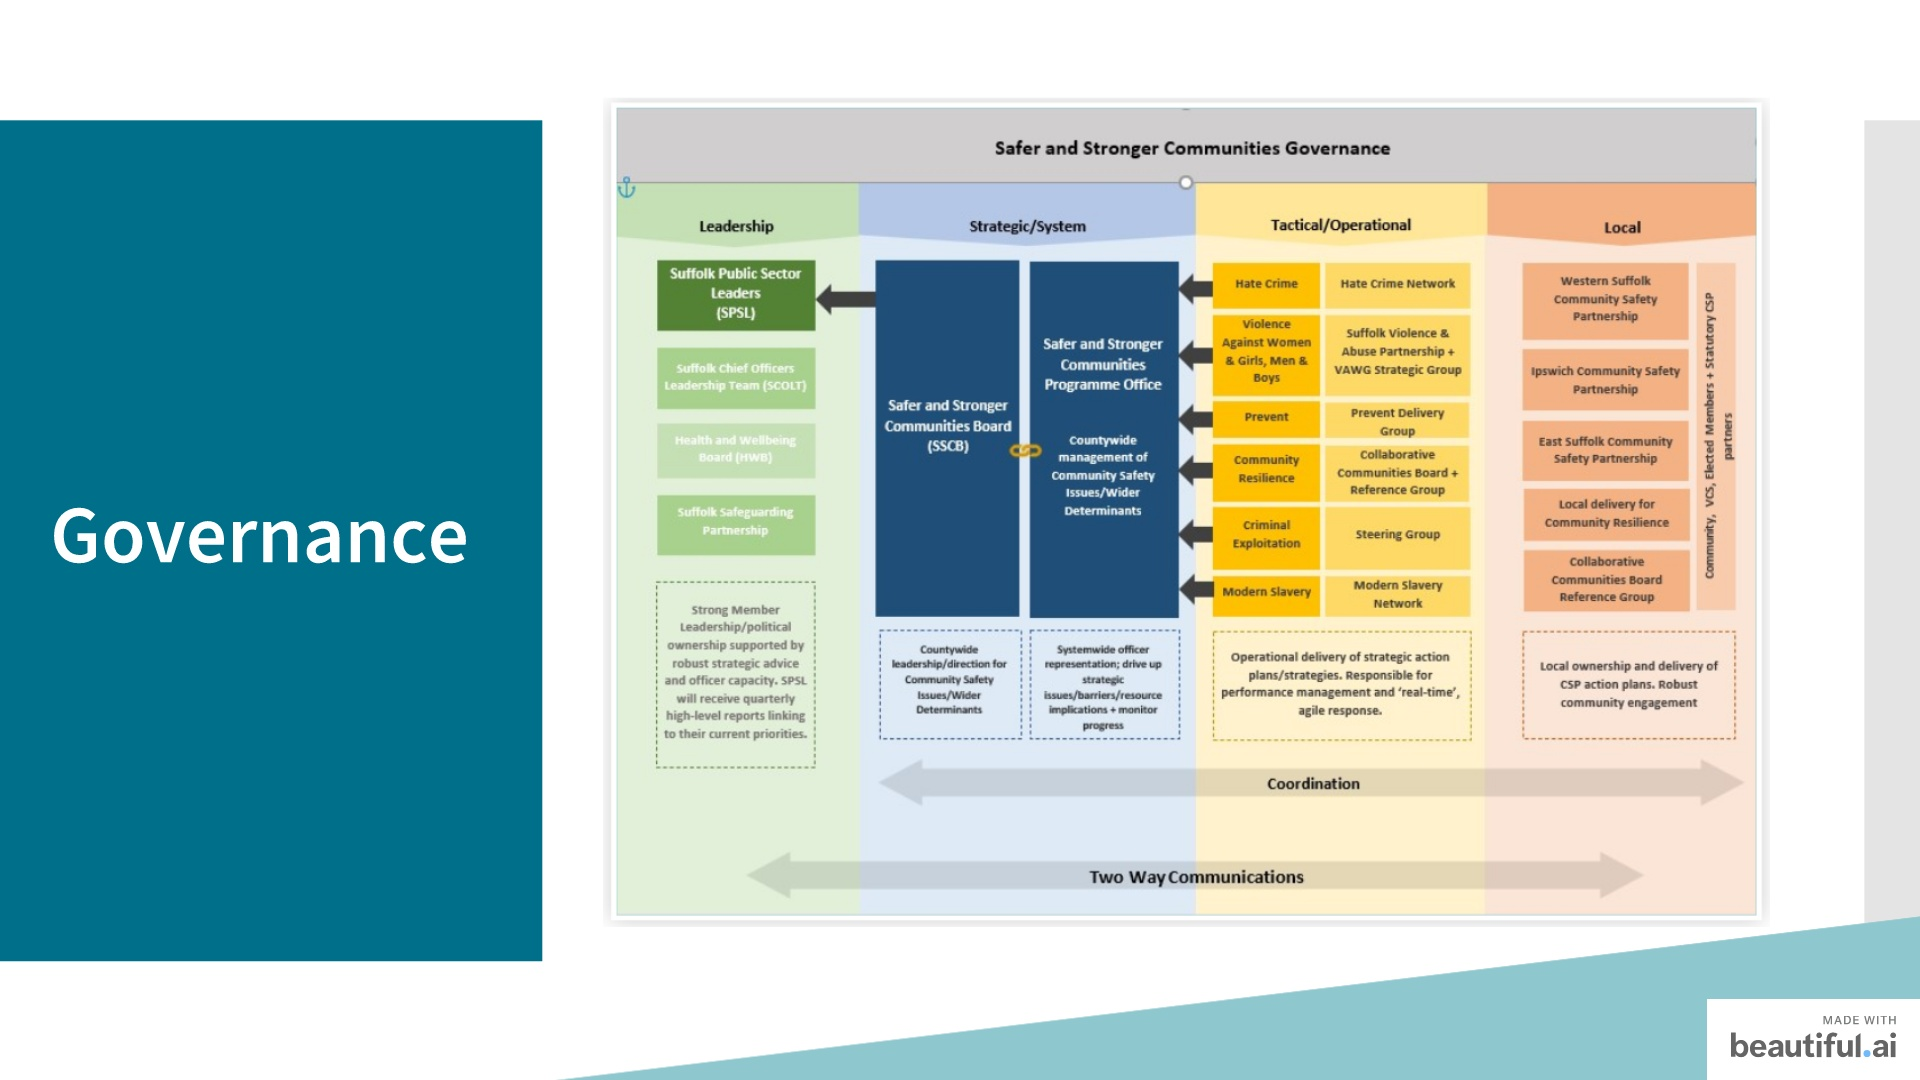 Governance
Safer and Stronger Communities Governance
Leadership
Suffolk Public Sector
Leaders
(SPSL)
Suffolk Chief Officers
Leadership Team (SCOLT)
Health and Wellbeing
Board (HWB)
Suffolk Safeguarding
Partnership
Strong Member
Leadership/political
ownership supported by
robust strategic advice
and officer capacity. SPSL
will receive quarterly
high-level reports linking
to their current priorities.
Strategic/System
Safer and Stronger
Communities Board
(SSCB)
Safer and Stronger
Communities
Programme Office
Countywide
management of
Community Safety
Issues/Wider
Determinants
Countywide
leadership/direction for
Community Safety
Issues/Wider
Determinants
Systemwide officer
representation; drive up
strategic
issues/barriers/resource
implications + monitor
progress
Tactical/Operational
Hate Crime
Hate Crime Network
Violence
Against Women
& Girls, Men &
Boys
Suffolk Violence &
Abuse Partnership +
VAWG Strategic Group
Prevent
Prevent Delivery
Group
Community
Resilience
Collaborative
Communities Board +
Reference Group
Criminal
Exploitation
Steering Group
Modern Slavery
Modern Slavery
Network
Operational delivery of strategic action
plans/strategies. Responsible for
performance management and ‘real-time’,
agile response.
Local
Western Suffolk
Community Safety
Partnership
Ipswich Community Safety
Partnership
East Suffolk Community
Safety Partnership
Local delivery for
Community Resilience
Collaborative
Communities Board
Reference Group
Community, VCS, Elected Members + Statutory CSP
partners
Local ownership and delivery of
CSP action plans. Robust
community engagement
Coordination
Two Way Communications
MADE WITH
beautiful.ai